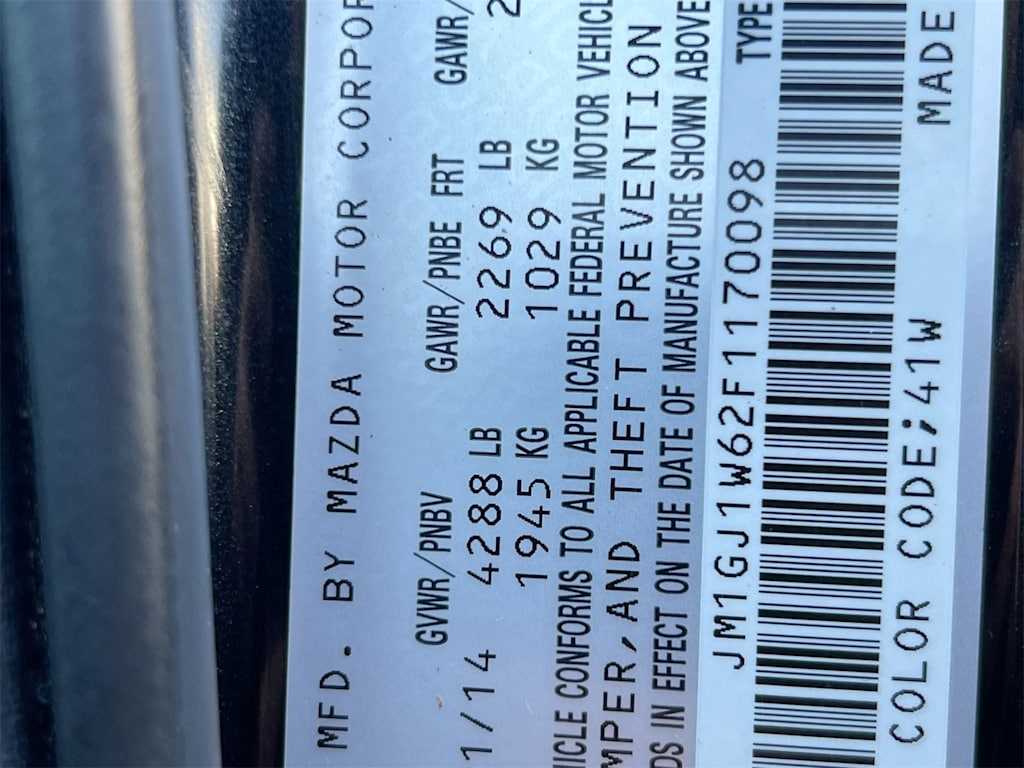 MFD. BY MAZDA MOTOR CORPOR
GVWR/PNBV GAWR/PNBE FRT GAWR/
1/14 4288 LB 2269 LB 2
1945 KG 1029 KG
HICLE CONFORMS TO ALL APPLICABLE FEDERAL MOTOR VEHICL
MPER,AND THEFT PREVENTION
DS IN EFFECT ON THE DATE OF MANUFACTURE SHOWN ABOVE
JM1GJ1W62F1170098 TYPE
COLOR CODE;41W MADE